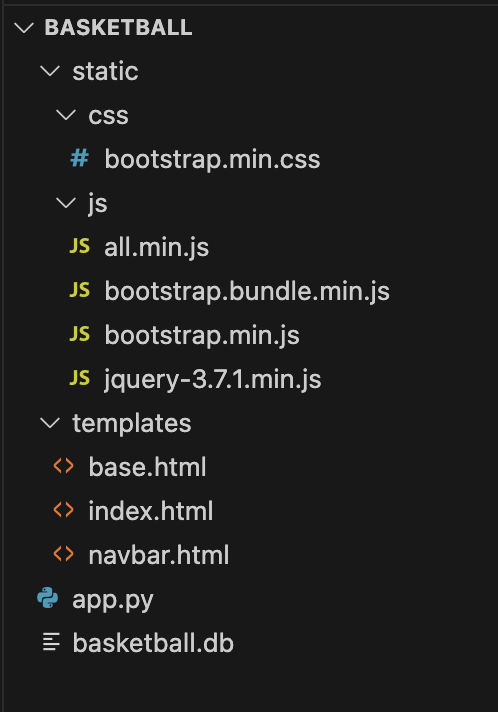 BASKETBALL
static
css
# bootstrap.min.css
js
JS all.min.js
JS bootstrap.bundle.min.js
JS bootstrap.min.js
JS jquery-3.7.1.min.js
templates
<> base.html
<> index.html
<> navbar.html
app.py
basketball.db